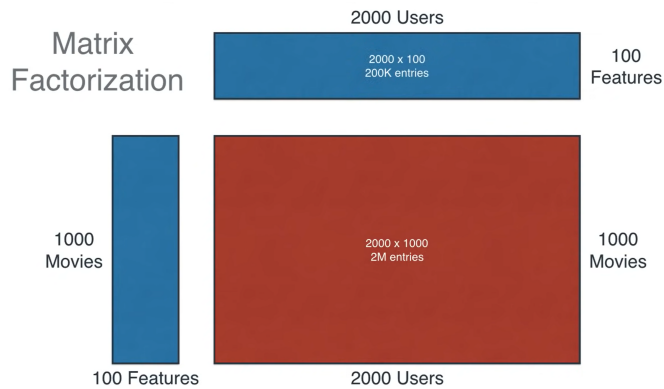 Matrix
Factorization
2000 Users
2000 x 100
200K entries
100
Features
1000
Movies
2000 x 1000
2M entries
1000
Movies
100 Features
2000 Users